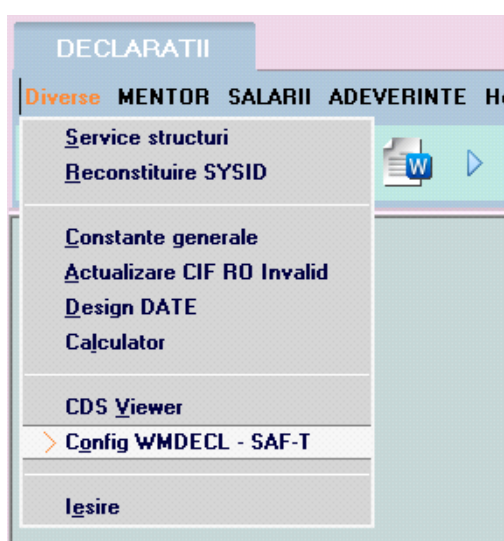 DECLARATII
Diverse MENTOR SALARII ADEVERINTE
Service structuri
Reconstituire SYSID
W
Constante generale
Actualizare CIF RO Invalid
Design DATE
Calculator
CDS Viewer
Config WMDECL - SAF-T
Iesire